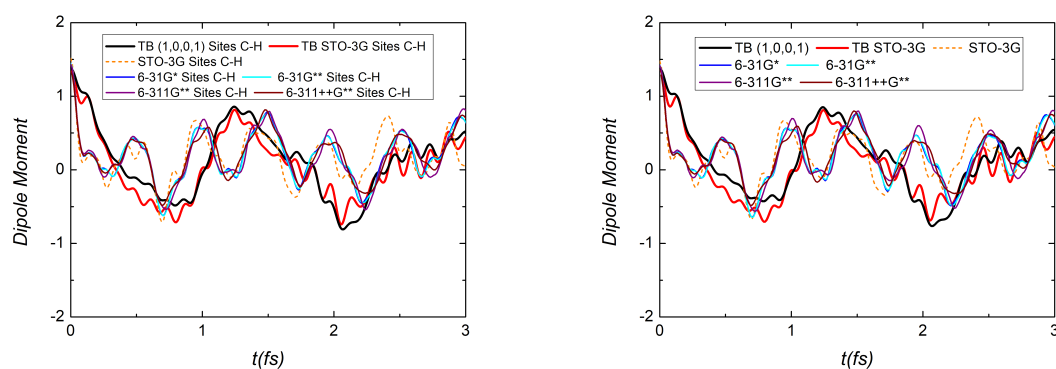 2
1
0
-1
-2
Dipole Moment
TB (1,0,0,1) Sites C-H TB STO-3G Sites C-H
STO-3G Sites C-H
6-31G* Sites C-H 6-31G** Sites C-H
6-311G** Sites C-H 6-311++G** Sites C-H
0 1 2 3
t(fs)
2
1
0
-1
-2
Dipole Moment
TB (1,0,0,1) TB STO-3G STO-3G
6-31G* 6-31G**
6-311G** 6-311++G**
0 1 2 3
t(fs)